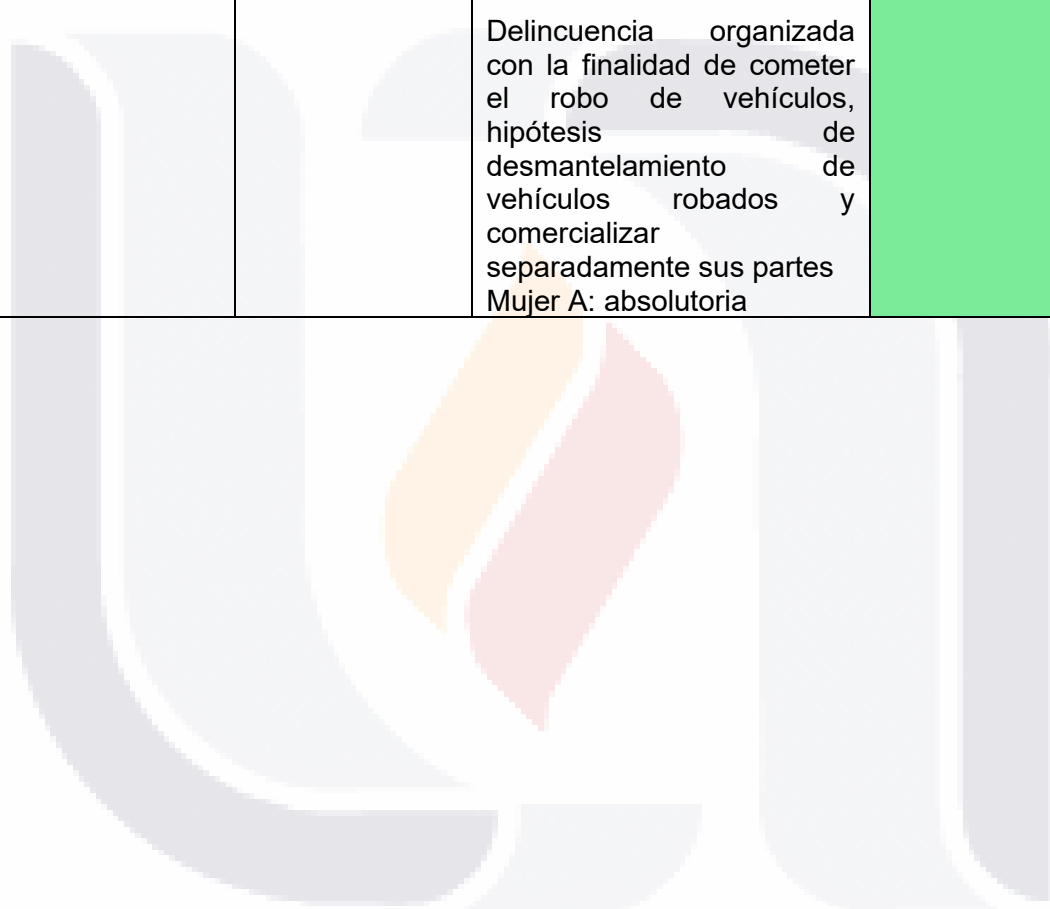 Delincuencia organizada
con la finalidad de cometer
el robo de vehículos,
hipótesis de
desmantelamiento de
vehículos robados y
comercializar
separadamente sus partes
Mujer A: absolutoria